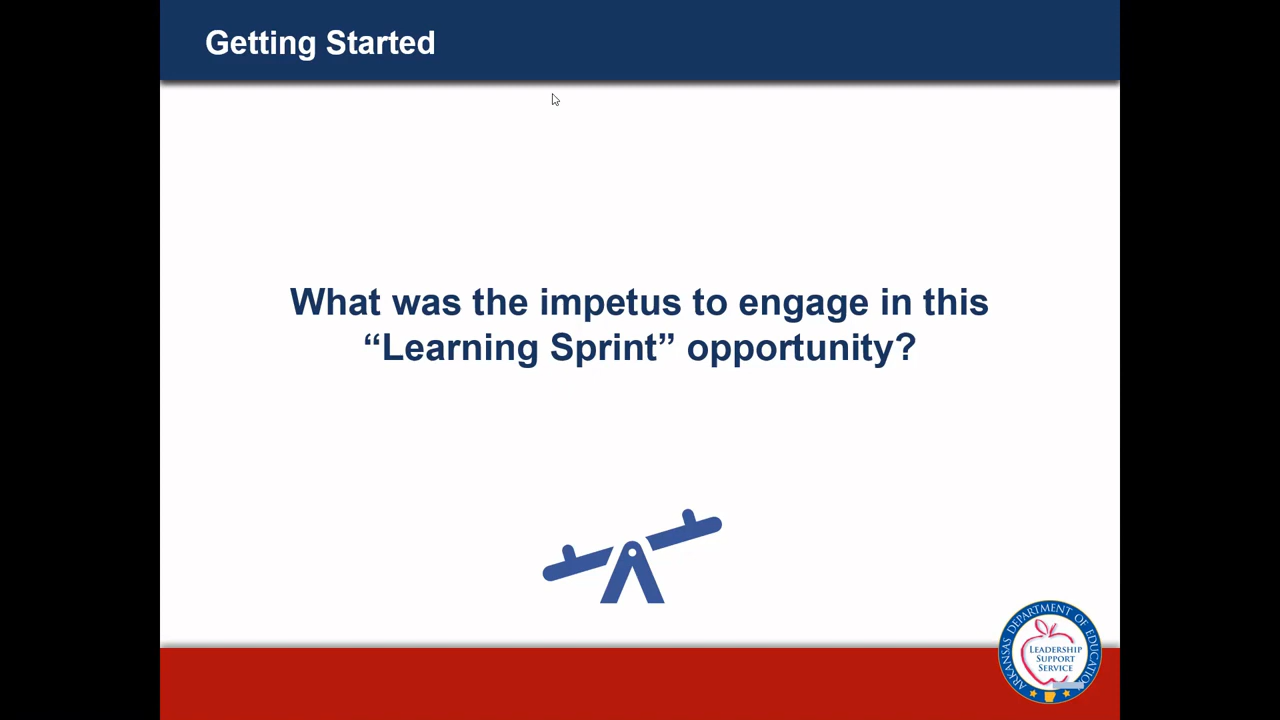 Getting Started
What was the impetus to engage in this
“Learning Sprint” opportunity?
ARKANSAS DEPARTMENT OF EDUCATION
LEADERSHIP
SUPPORT
SERVICE